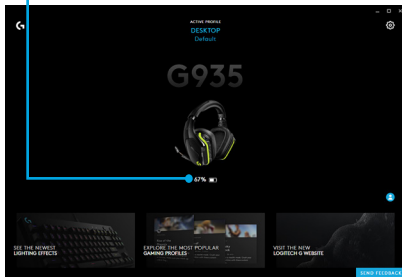 ACTIVE PROFILE
DESKTOP
Default
G935
67%
SEE THE NEWEST
LIGHTING EFFECTS
EXPLORE THE MOST POPULAR
GAMING PROFILES
VISIT THE NEW
LOGITECH G WEBSITE
SEND FEEDBACK